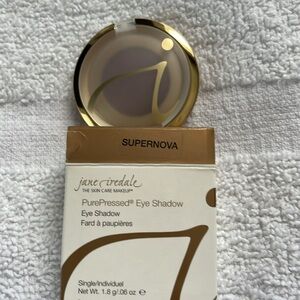 SUPERNOVA
jane iredale
THE SKIN CARE MAKEUP™
PurePressed® Eye Shadow
Eye Shadow
Fard à paupières
Single/Individuel
Net Wt. 1.8 g/.06 oz ℮